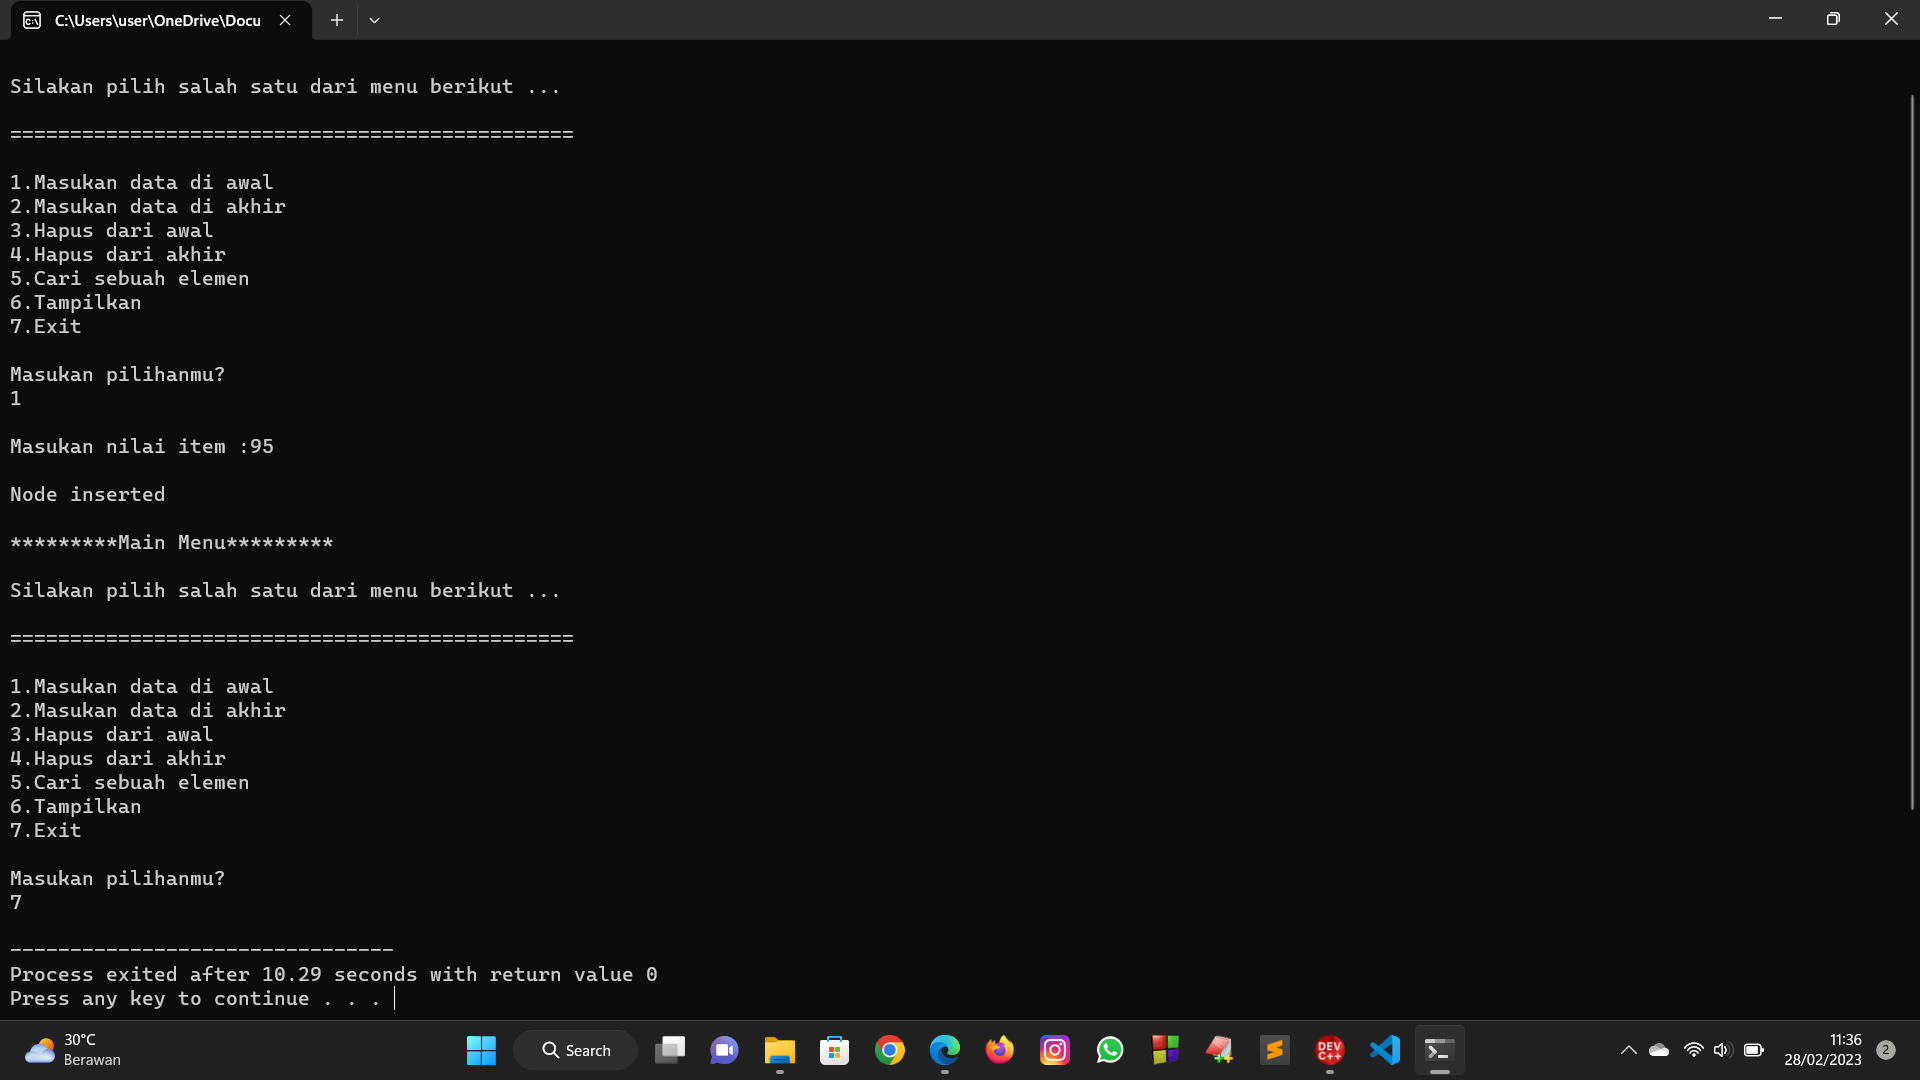 C:\Users\user\OneDrive\Docu
Silakan pilih salah satu dari menu berikut ...
===============================================
1.Masukan data di awal
2.Masukan data di akhir
3.Hapus dari awal
4.Hapus dari akhir
5.Cari sebuah elemen
6.Tampilkan
7.Exit
Masukan pilihanmu?
1
Masukan nilai item :95
Node inserted
*********Main Menu*********
Silakan pilih salah satu dari menu berikut ...
===============================================
1.Masukan data di awal
2.Masukan data di akhir
3.Hapus dari awal
4.Hapus dari akhir
5.Cari sebuah elemen
6.Tampilkan
7.Exit
Masukan pilihanmu?
7
--------------------------------
Process exited after 10.29 seconds with return value 0
Press any key to continue . . .
30°C
Berawan
Search
DEV
C++
11:36
28/02/2023
2